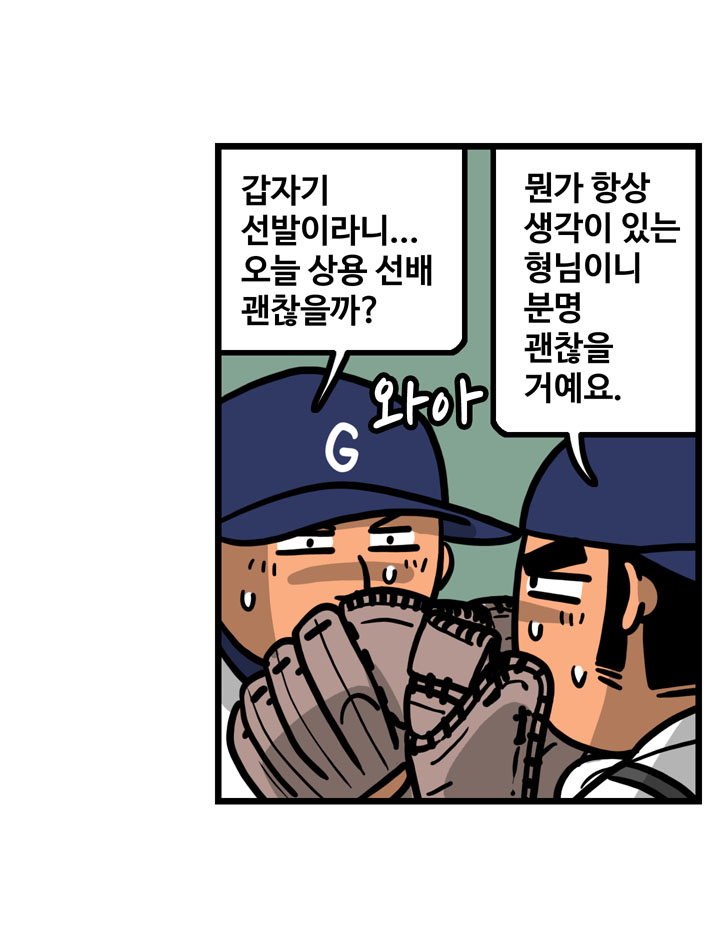 갑자기
선발이라니...
오늘 상용 선배
괜찮을까?
뭔가 항상
생각이 있는
형님이니
분명
괜찮을
거예요.
와아
G